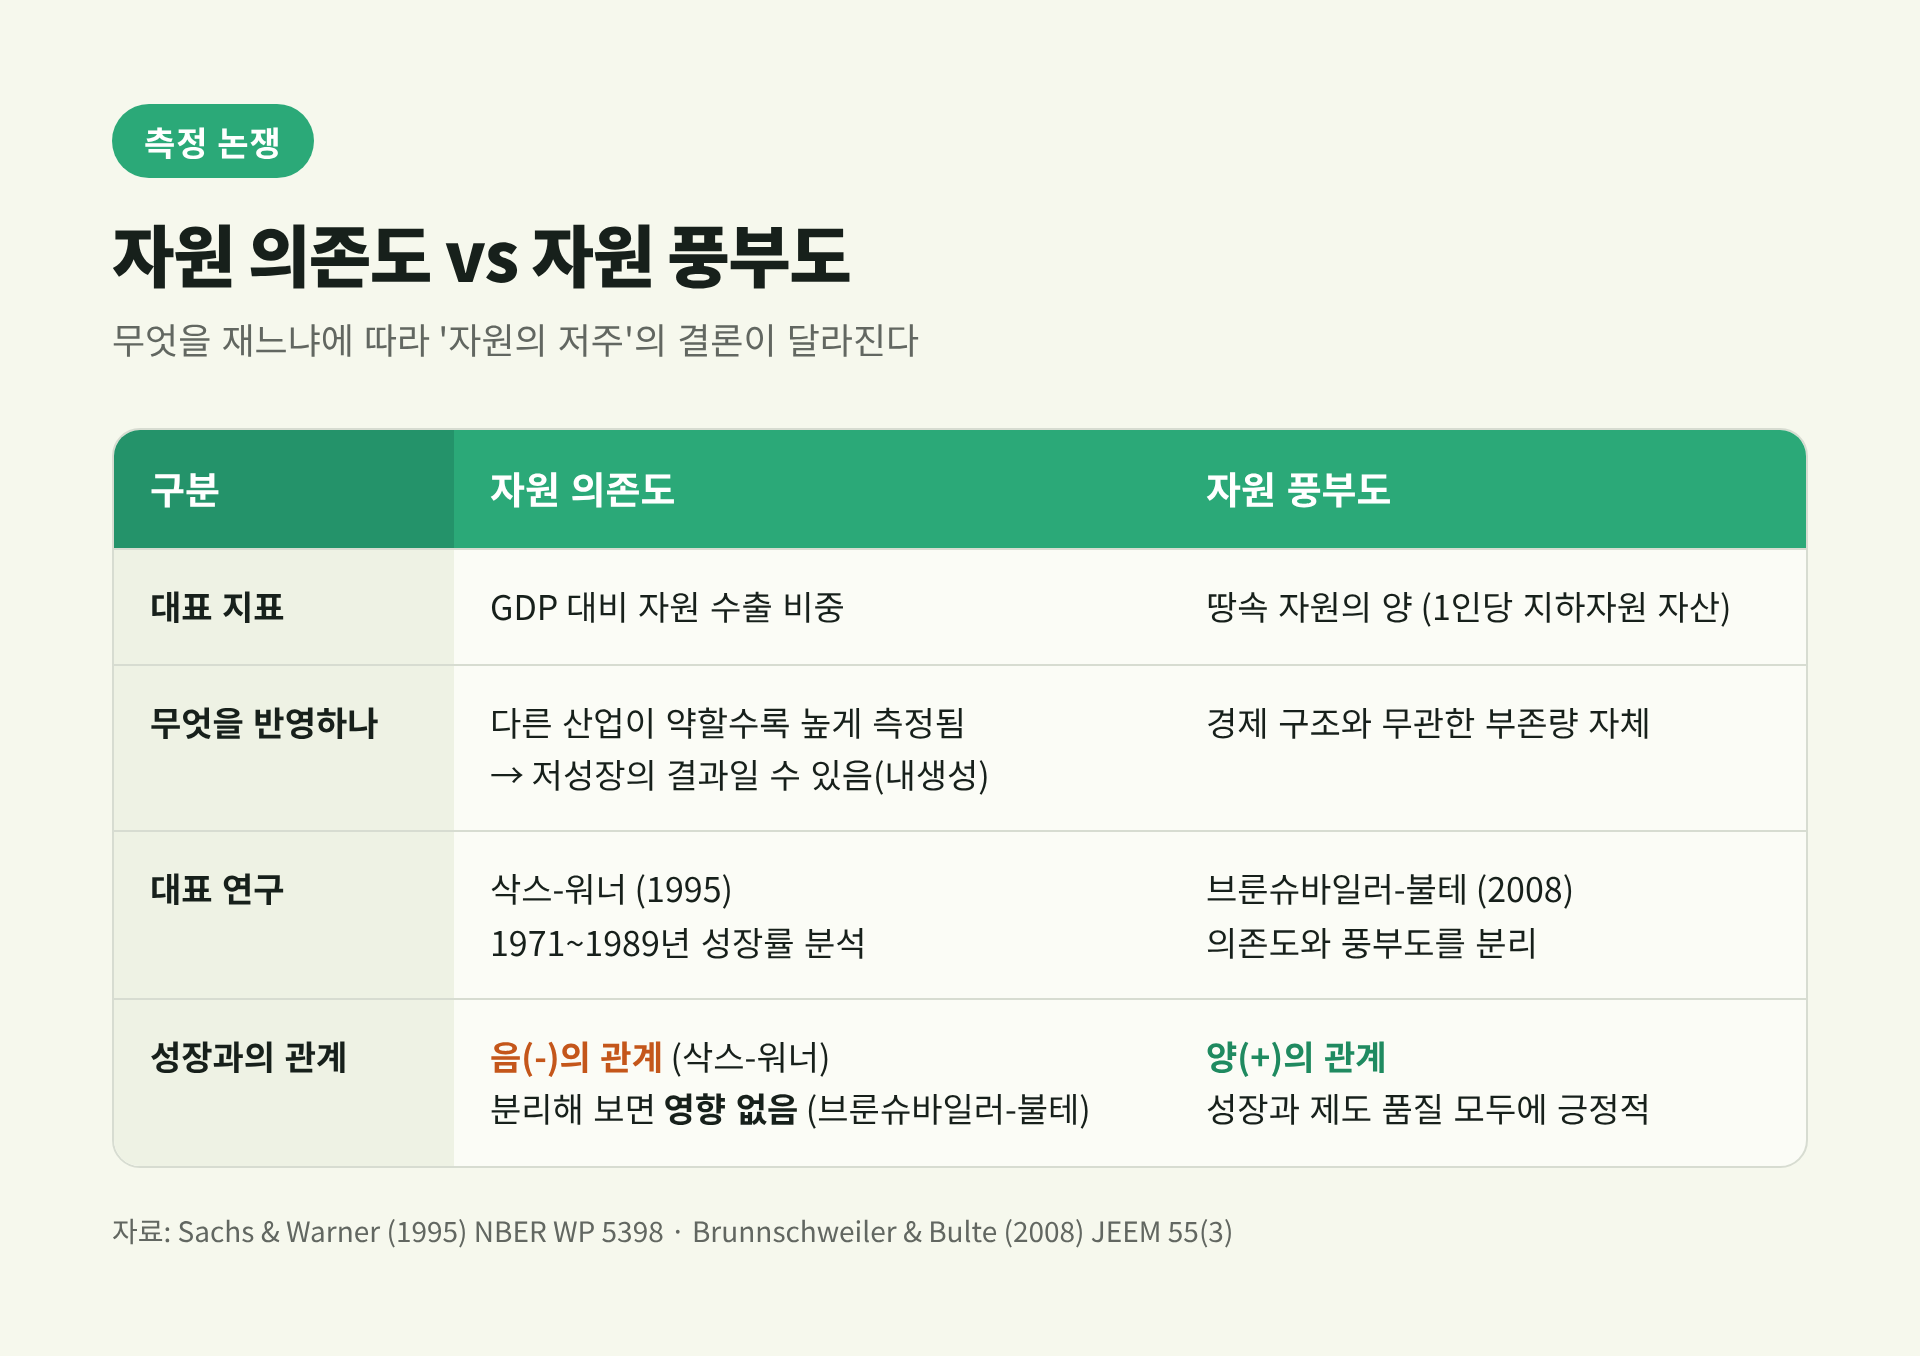 측정 논쟁
자원 의존도 vs 자원 풍부도
무엇을 재느냐에 따라 '자원의 저주'의 결론이 달라진다
구분
자원 의존도
자원 풍부도
대표 지표
GDP 대비 자원 수출 비중
땅속 자원의 양 (1인당 지하자원 자산)
무엇을 반영하나
다른 산업이 약할수록 높게 측정됨
→ 저성장의 결과일 수 있음(내생성)
경제 구조와 무관한 부존량 자체
대표 연구
삭스-워너 (1995)
1971~1989년 성장률 분석
브룬슈바일러-불테 (2008)
의존도와 풍부도를 분리
성장과의 관계
음(-)의 관계 (삭스-워너)
분리해 보면 영향 없음 (브룬슈바일러-불테)
양(+)의 관계
성장과 제도 품질 모두에 긍정적
자료: Sachs & Warner (1995) NBER WP 5398 · Brunnschweiler & Bulte (2008) JEEM 55(3)